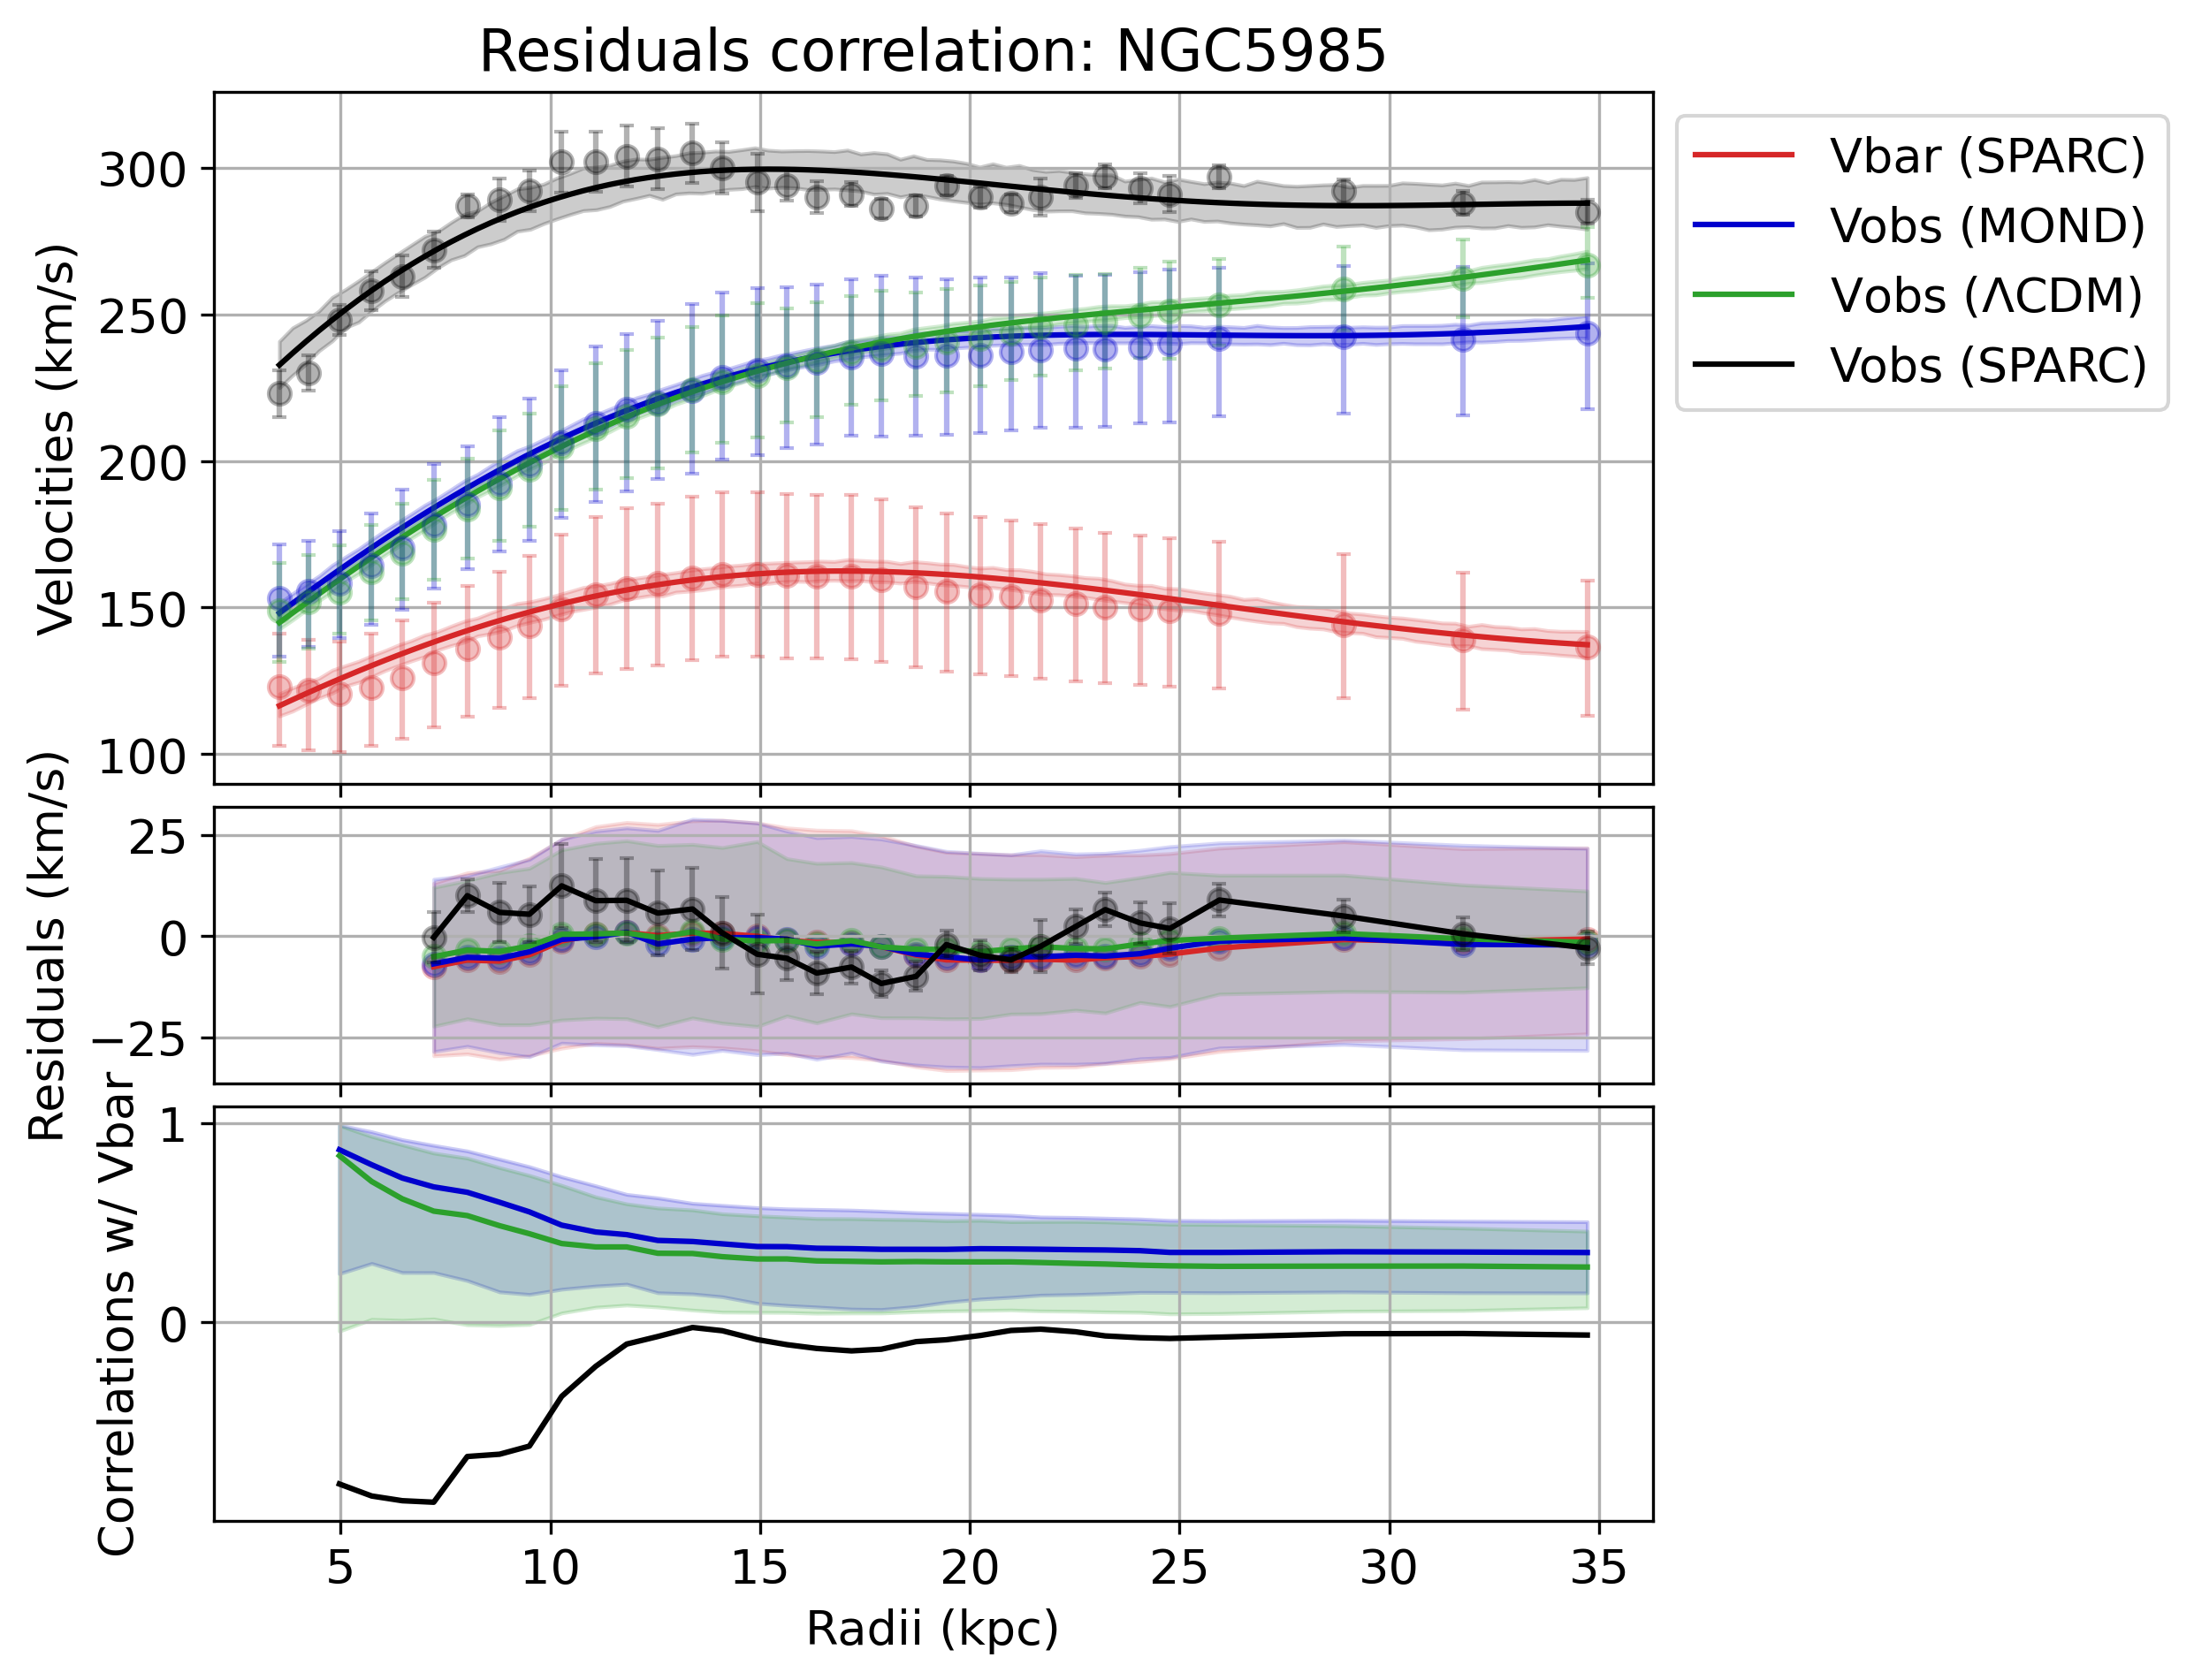 Residuals correlation: NGC5985
Velocities (km/s)
300
250
200
150
100
Vbar (SPARC)
Vobs (MOND)
Vobs (ΛCDM)
Vobs (SPARC)
Residuals (km/s)
25
0
−25
Correlations w/ Vbar
1
0
5 10 15 20 25 30 35
Radii (kpc)